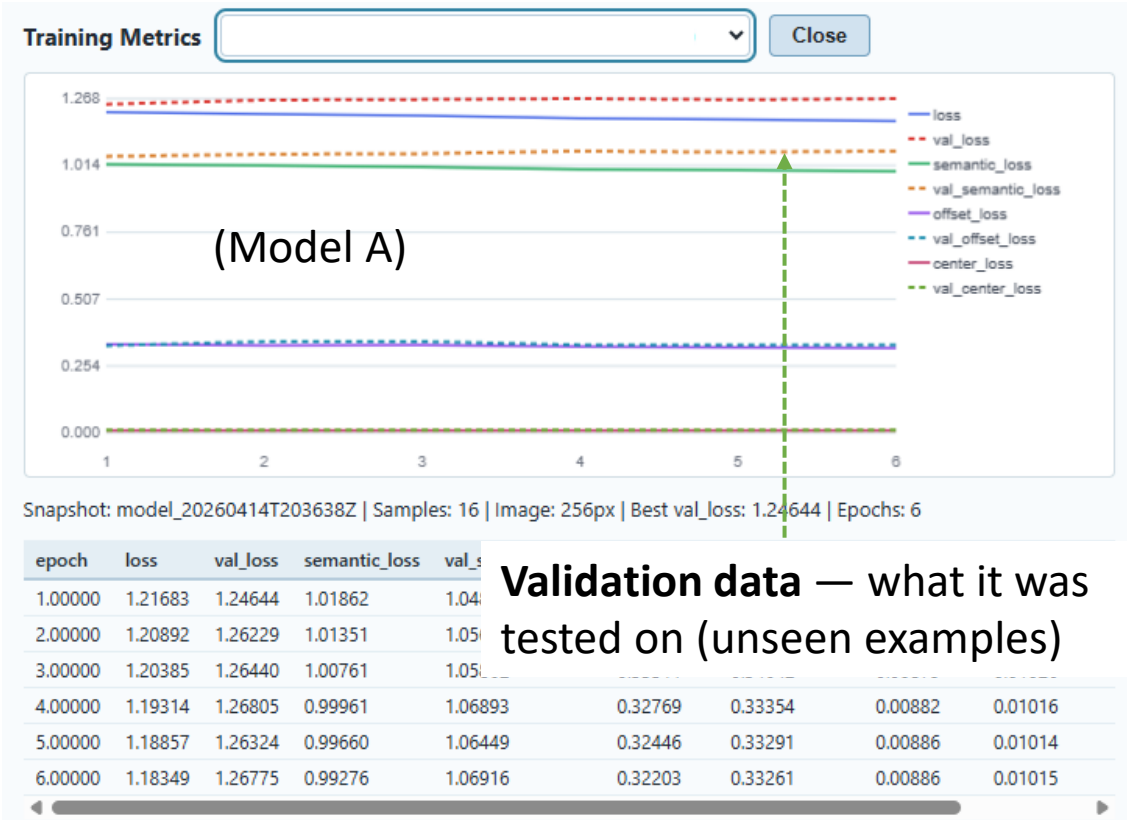 Training Metrics Close
1.268
1.014
0.761
0.507
0.254
0.000
1 2 3 4 5 6
loss
val_loss
semantic_loss
val_semantic_loss
offset_loss
val_offset_loss
center_loss
val_center_loss
(Model A)
Snapshot: model_20260414T203638Z | Samples: 16 | Image: 256px | Best val_loss: 1.24644 | Epochs: 6
epoch loss val_loss semantic_loss
1.00000 1.21683 1.24644 1.01862
2.00000 1.20892 1.26229 1.01351
3.00000 1.20385 1.26440 1.00761
4.00000 1.19314 1.26805 0.99961 1.06893 0.32769 0.33354 0.00882 0.01016
5.00000 1.18857 1.26324 0.99660 1.06449 0.32446 0.33291 0.00886 0.01014
6.00000 1.18349 1.26775 0.99276 1.06916 0.32203 0.33261 0.00886 0.01015
Validation data — what it was
tested on (unseen examples)